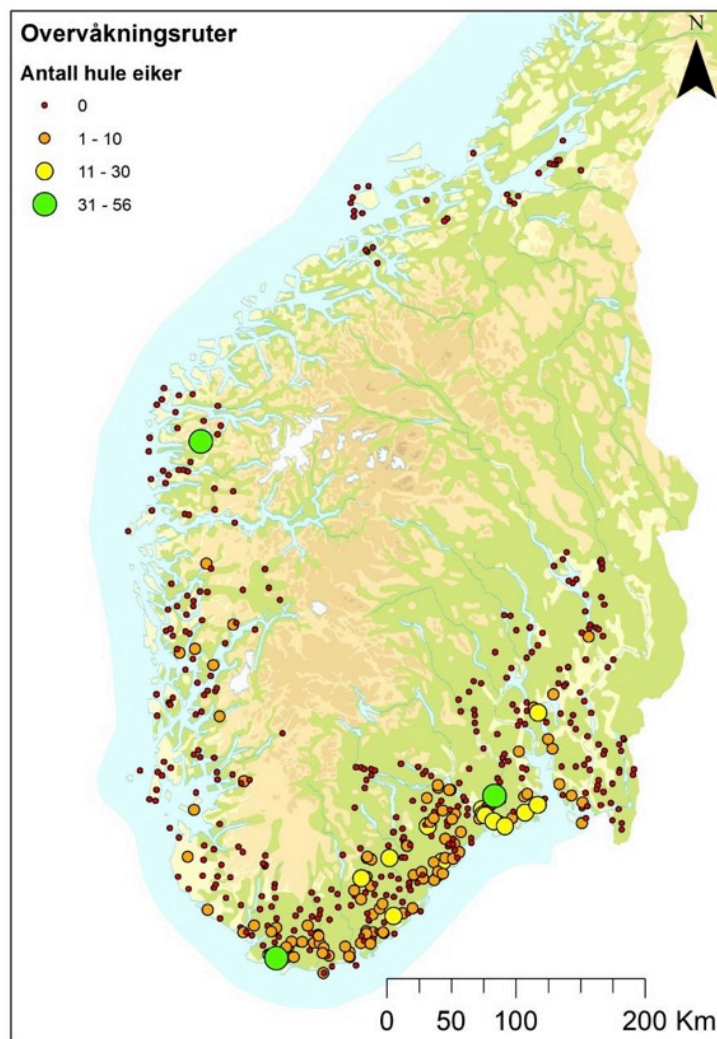 Overvåkningsruter
N
Antall hule eiker
0
1 - 10
11 - 30
31 - 56
0 50 100 200 Km